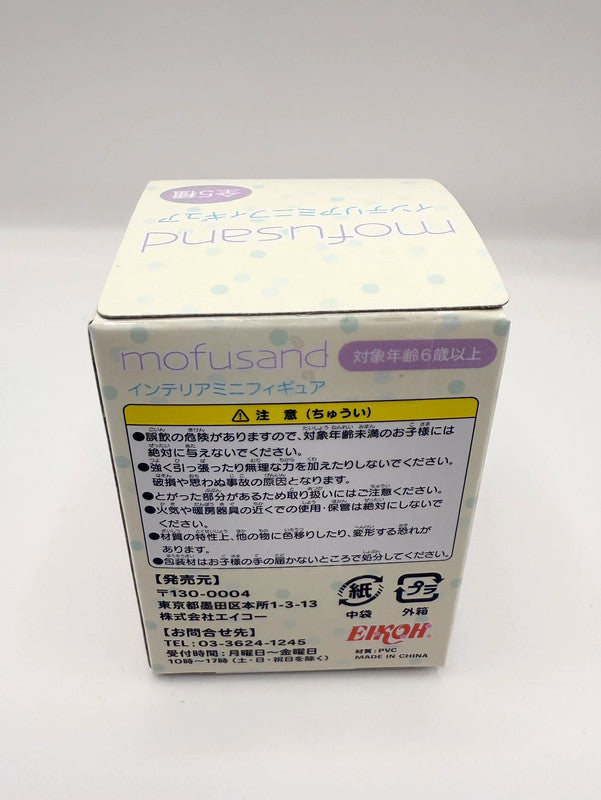 全5種
インテリアミニフィギュア
mofusand
mofusand
対象年齢6歳以上
インテリアミニフィギュア
注意(ちゅうい)
●誤飲の危険がありますので、対象年齢未満のお子様には
絶対に与えないでください。
●強く引っ張ったり無理な力を加えたりしないでください。
破損や思わぬ事故の原因となります。
●とがった部分があるため取り扱いにはご注意ください。
●火気や暖房器具の近くでの使用・保管は絶対にしないで
ください。
●材質の特性上、他の物に色移りしたり、変形する恐れが
あります。
●包装材はお子様の手の届かないところで処分してください。
【発売元】
〒130-0004
東京都墨田区本所1-3-13
株式会社エイコー
【お問合せ先】
TEL:03-3624-1245
受付時間:月曜日〜金曜日
10時〜17時(土・日・祝日を除く)
紙
中袋
プラ
外箱
EIKOH
材質:PVC
MADE IN CHINA